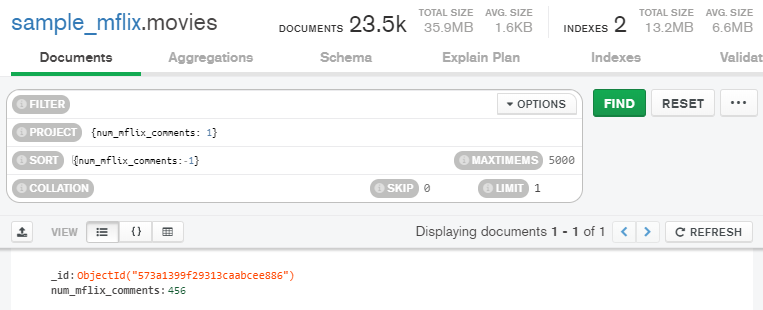 sample_mflix.movies
DOCUMENTS 23.5k TOTAL SIZE 35.9MB AVG. SIZE 1.6KB INDEXES 2 TOTAL SIZE 13.2MB AVG. SIZE 6.6MB
Documents Aggregations Schema Explain Plan Indexes Validat
FILTER OPTIONS FIND RESET ...
PROJECT {num_mflix_comments: 1}
SORT {num_mflix_comments:-1} MAXTIMEMS 5000
COLLATION SKIP 0 LIMIT 1
VIEW {} Displaying documents 1 - 1 of 1 < > REFRESH
_id:ObjectId("573a1399f29313caabcee886")
num_mflix_comments:456